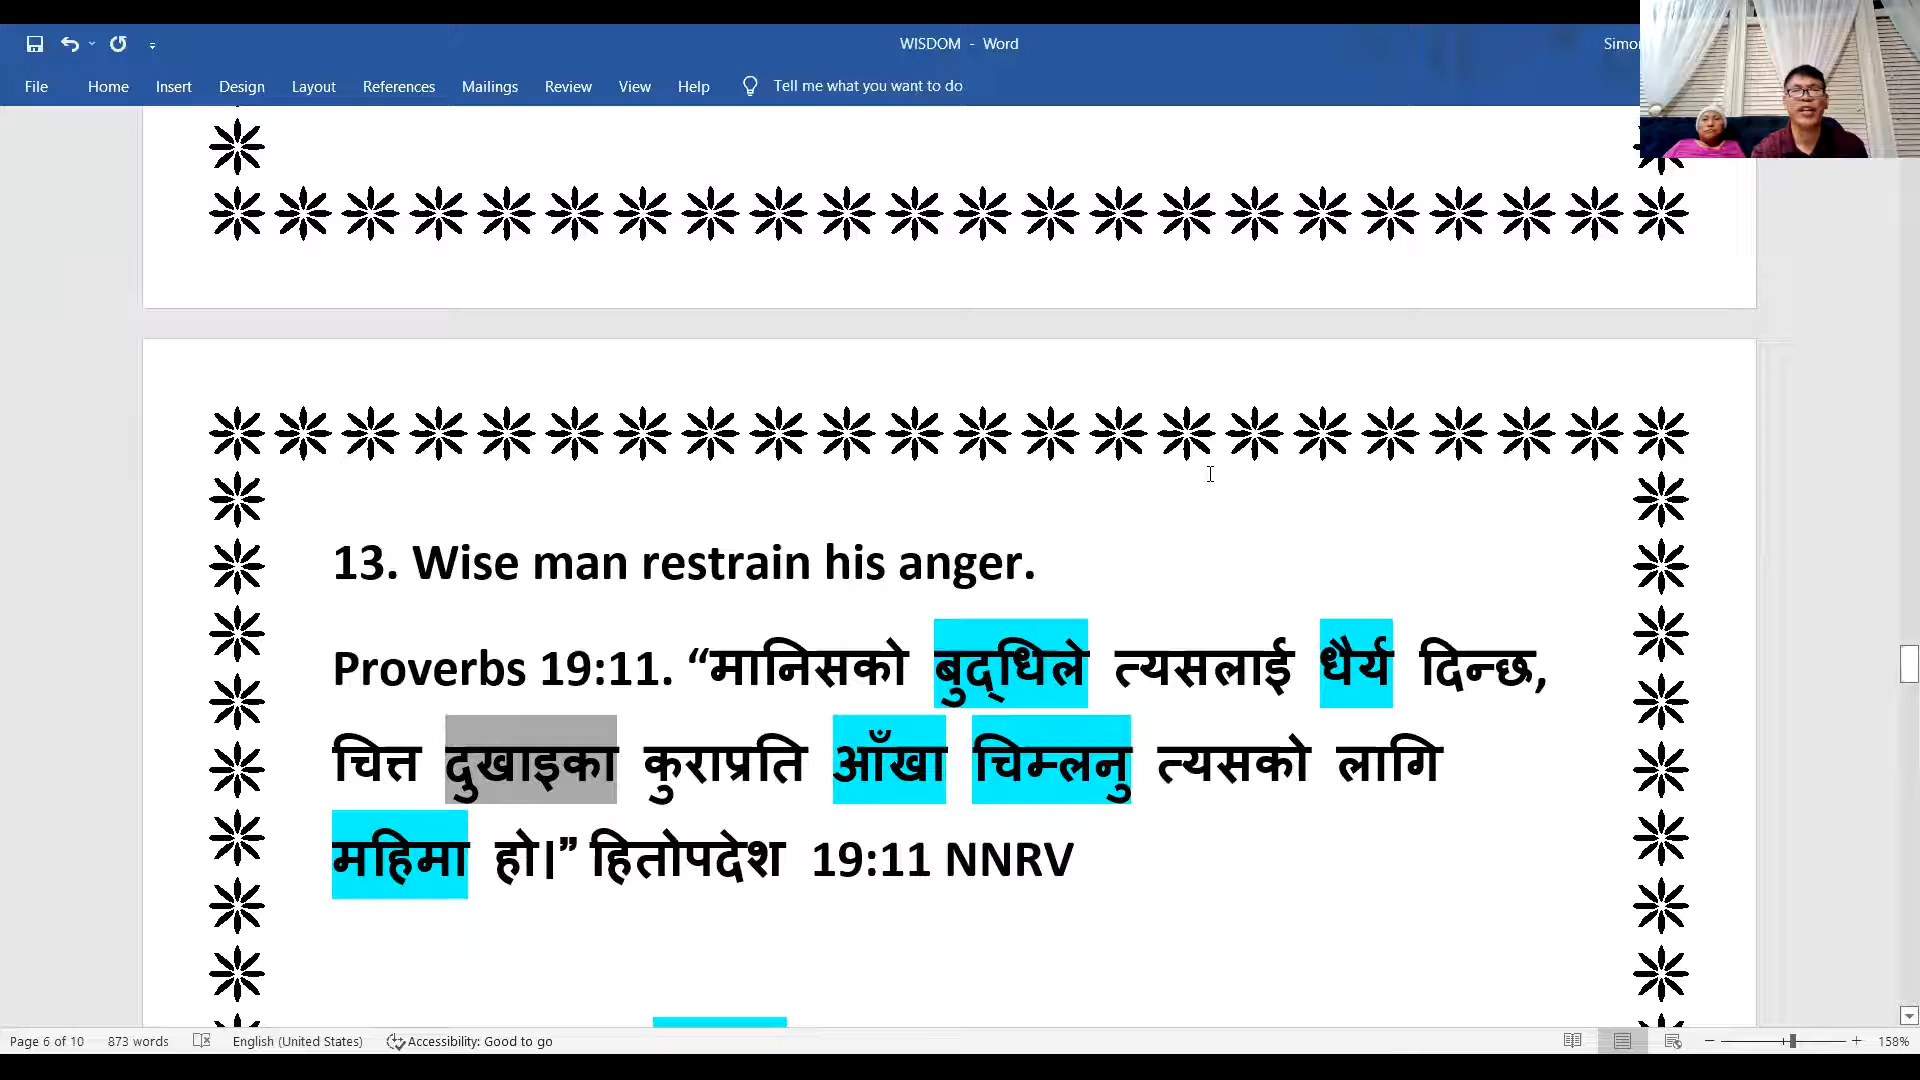 WISDOM - Word
Simo
File Home Insert Design Layout References Mailings Review View Help Tell me what you want to do
13. Wise man restrain his anger.
Proverbs 19:11. “मानिसको बुद्‌धिले त्यसलाई धैर्य दिन्छ,
चित्त दुखाइका कुराप्रति आँखा चिम्लनु त्यसको लागि
महिमा हो।” हितोपदेश 19:11 NNRV
Page 6 of 10 873 words English (United States) Accessibility: Good to go 158%